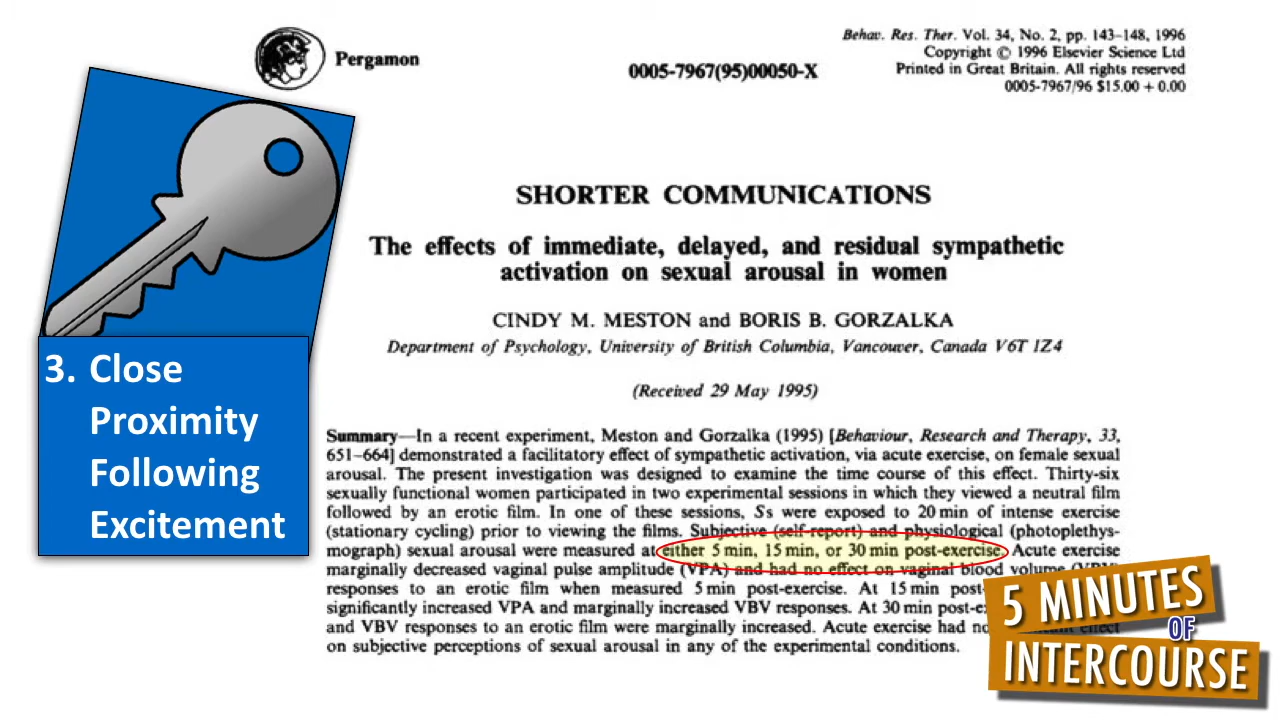 Pergamon
0005-7967(95)00050-X
Behav. Res. Ther. Vol. 34, No. 2, pp. 143–148, 1996
Copyright © 1996 Elsevier Science Ltd
Printed in Great Britain. All rights reserved
0005-7967/96 $15.00 + 0.00
SHORTER COMMUNICATIONS
The effects of immediate, delayed, and residual sympathetic
activation on sexual arousal in women
CINDY M. MESTON and BORIS B. GORZALKA
Department of Psychology, University of British Columbia, Vancouver, Canada V6T 1Z4
(Received 29 May 1995)
Summary—In a recent experiment, Meston and Gorzalka (1995) [Behaviour, Research and Therapy, 33,
651–664] demonstrated a facilitatory effect of sympathetic activation, via acute exercise, on female sexual
arousal. The present investigation was designed to examine the time course of this effect. Thirty-six
sexually functional women participated in two experimental sessions in which they viewed a neutral film
followed by an erotic film. In one of these sessions, Ss were exposed to 20 min of intense exercise
(stationary cycling) prior to viewing the films. Subjective (self-report) and physiological (photoplethys-
mograph) sexual arousal were measured at either 5 min, 15 min, or 30 min post-exercise. Acute exercise
marginally decreased vaginal pulse amplitude (VPA) and had no effect on vaginal blood volume (VBV)
responses to an erotic film when measured 5 min post-exercise. At 15 min post-
significantly increased VPA and marginally increased VBV responses. At 30 min post-e
and VBV responses to an erotic film were marginally increased. Acute exercise had no effect
on subjective perceptions of sexual arousal in any of the experimental conditions.
3. Close
Proximity
Following
Excitement
5 MINUTES
OF
INTERCOURSE